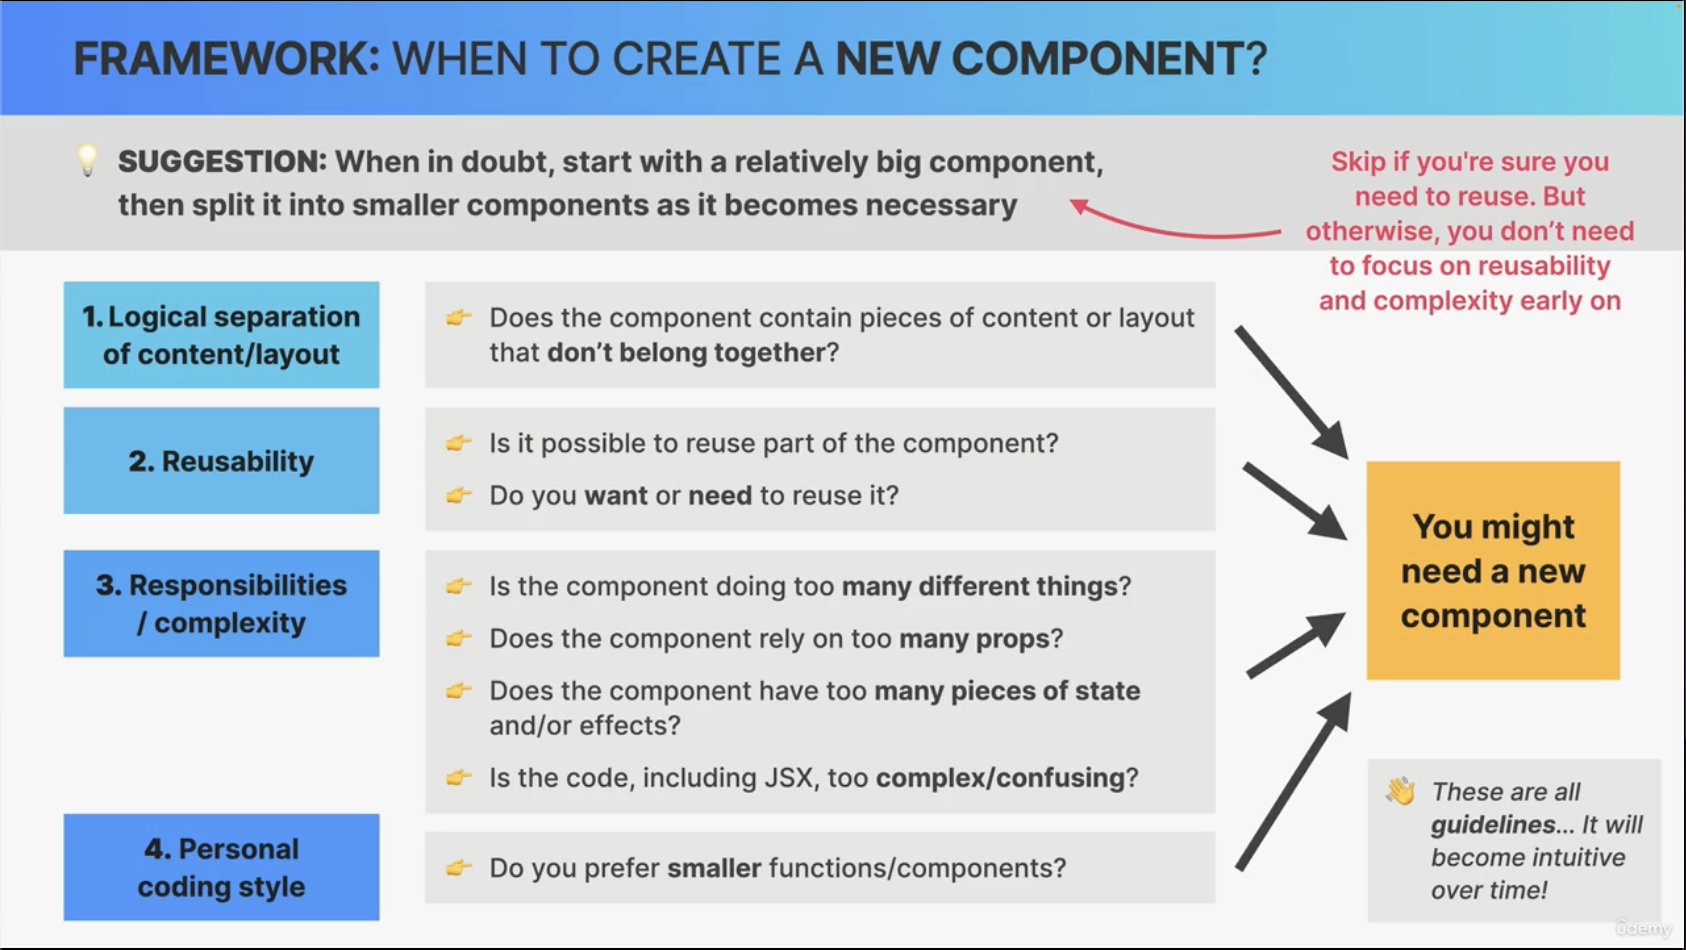 FRAMEWORK: WHEN TO CREATE A NEW COMPONENT?
SUGGESTION: When in doubt, start with a relatively big component,
then split it into smaller components as it becomes necessary
Skip if you're sure you
need to reuse. But
otherwise, you don’t need
to focus on reusability
and complexity early on
1. Logical separation
of content/layout
Does the component contain pieces of content or layout
that don’t belong together?
2. Reusability
Is it possible to reuse part of the component?
Do you want or need to reuse it?
3. Responsibilities
/ complexity
Is the component doing too many different things?
Does the component rely on too many props?
Does the component have too many pieces of state
and/or effects?
Is the code, including JSX, too complex/confusing?
4. Personal
coding style
Do you prefer smaller functions/components?
You might
need a new
component
These are all
guidelines... It will
become intuitive
over time!
Udemy